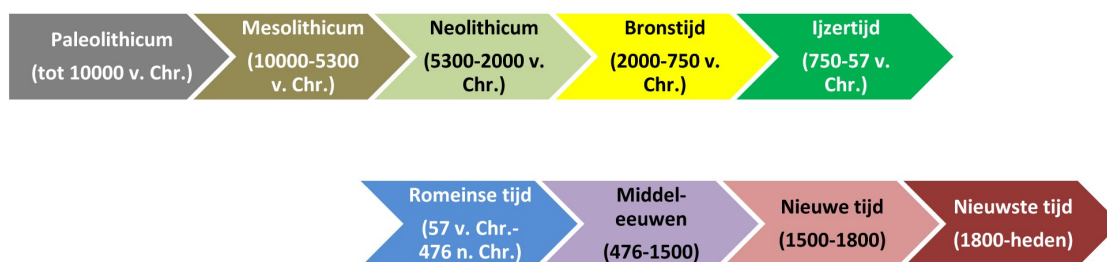 Paleolithicum
(tot 10000 v. Chr.)
Mesolithicum
(10000-5300
v. Chr.)
Neolithicum
(5300-2000 v.
Chr.)
Bronstijd
(2000-750 v.
Chr.)
Ijzertijd
(750-57 v.
Chr.)
Romeinse tijd
(57 v. Chr.-
476 n. Chr.)
Middel-
eeuwen
(476-1500)
Nieuwe tijd
(1500-1800)
Nieuwste tijd
(1800-heden)